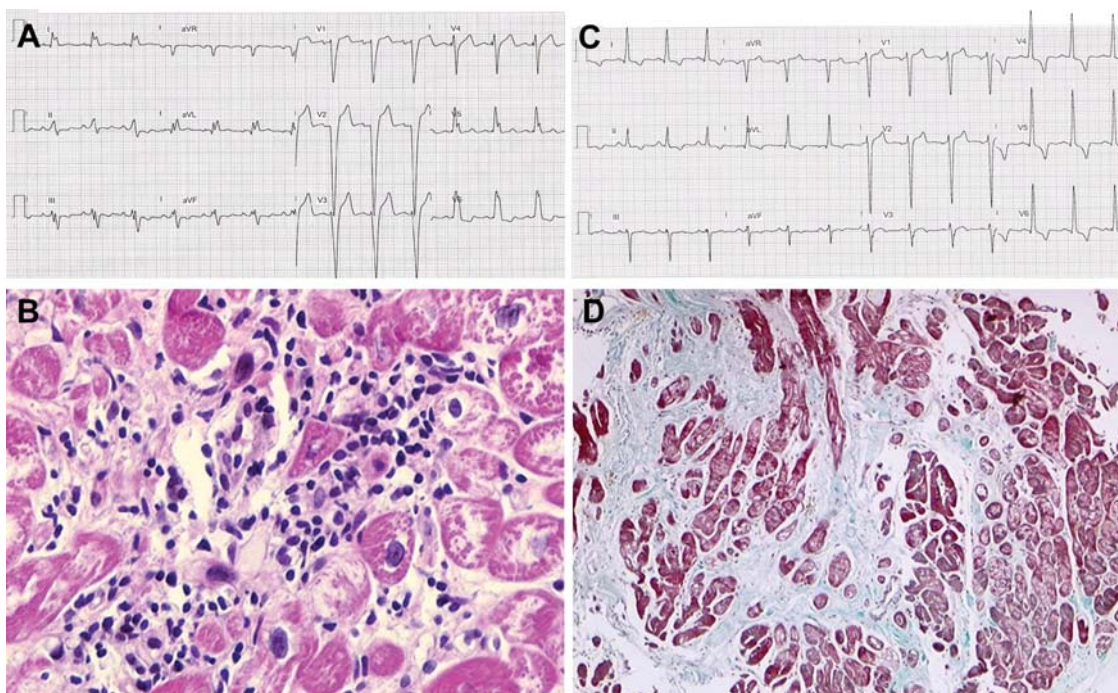 A
I aVR V1 V4
II aVL V2 V5
III aVF V3 V6
C
I aVR V1 V4
II aVL V2 V5
III aVF V3 V6
B
D